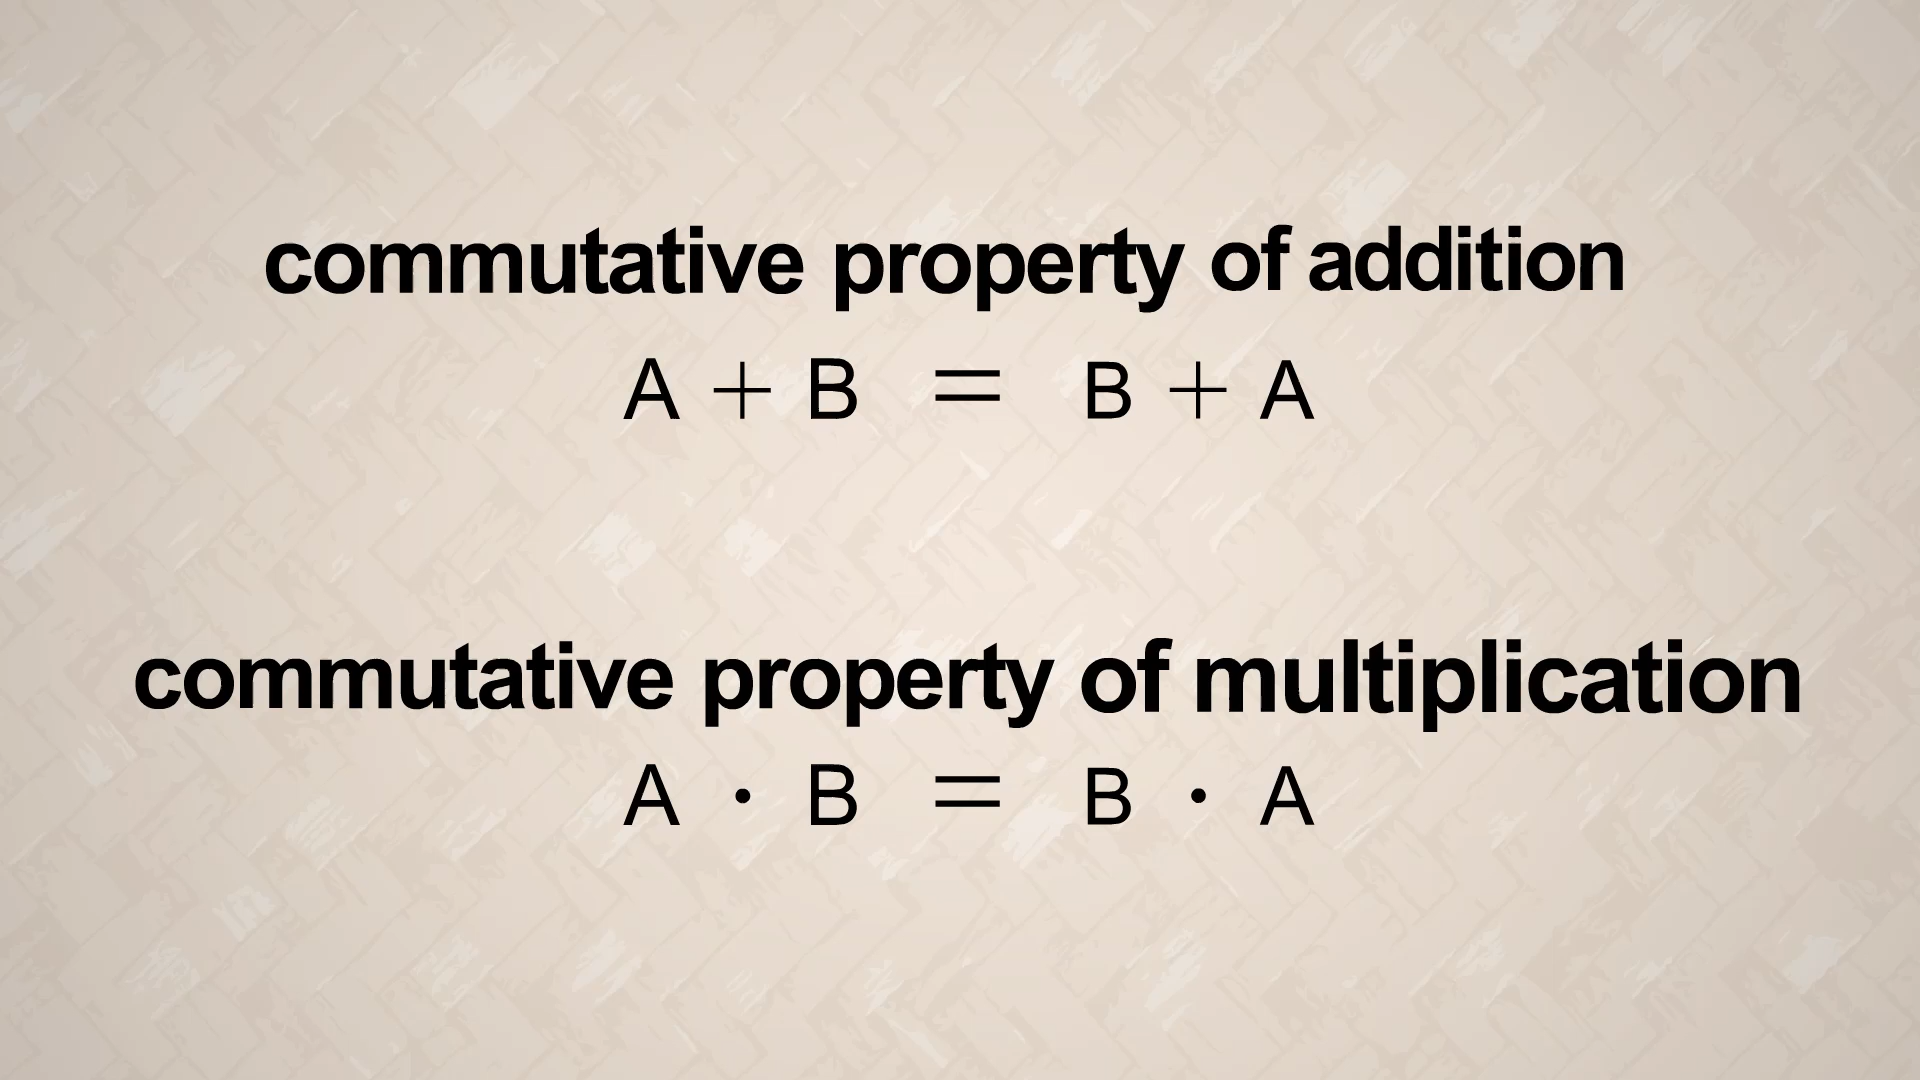 commutative property of addition
A + B = B + A
commutative property of multiplication
A · B = B · A